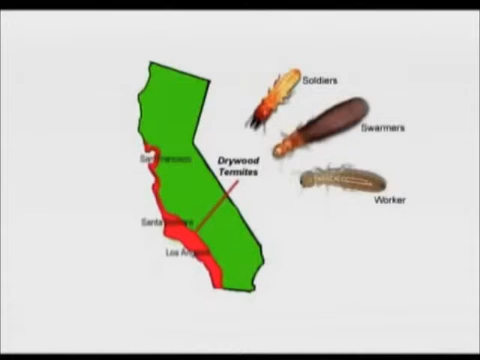 Soldiers
Swarmers
San Francisco
Drywood
Termites
Worker
Santa Barbara
Los Angeles